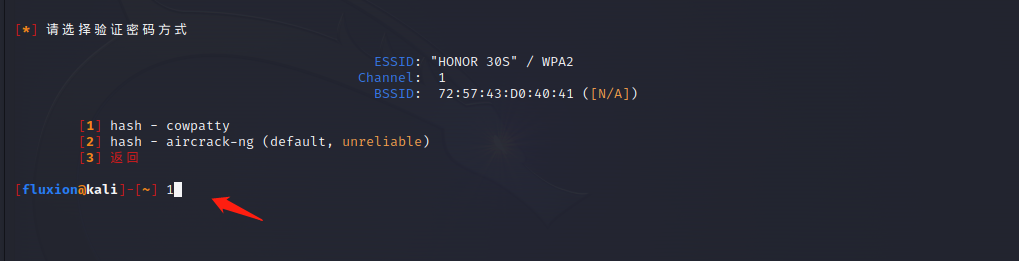 [*] 请选择验证密码方式
ESSID: "HONOR 30S" / WPA2
Channel: 1
BSSID: 72:57:43:D0:40:41 ([N/A])
[1] hash - cowpatty
[2] hash - aircrack-ng (default, unreliable)
[3] 返回
[fluxion@kali]-[~] 1